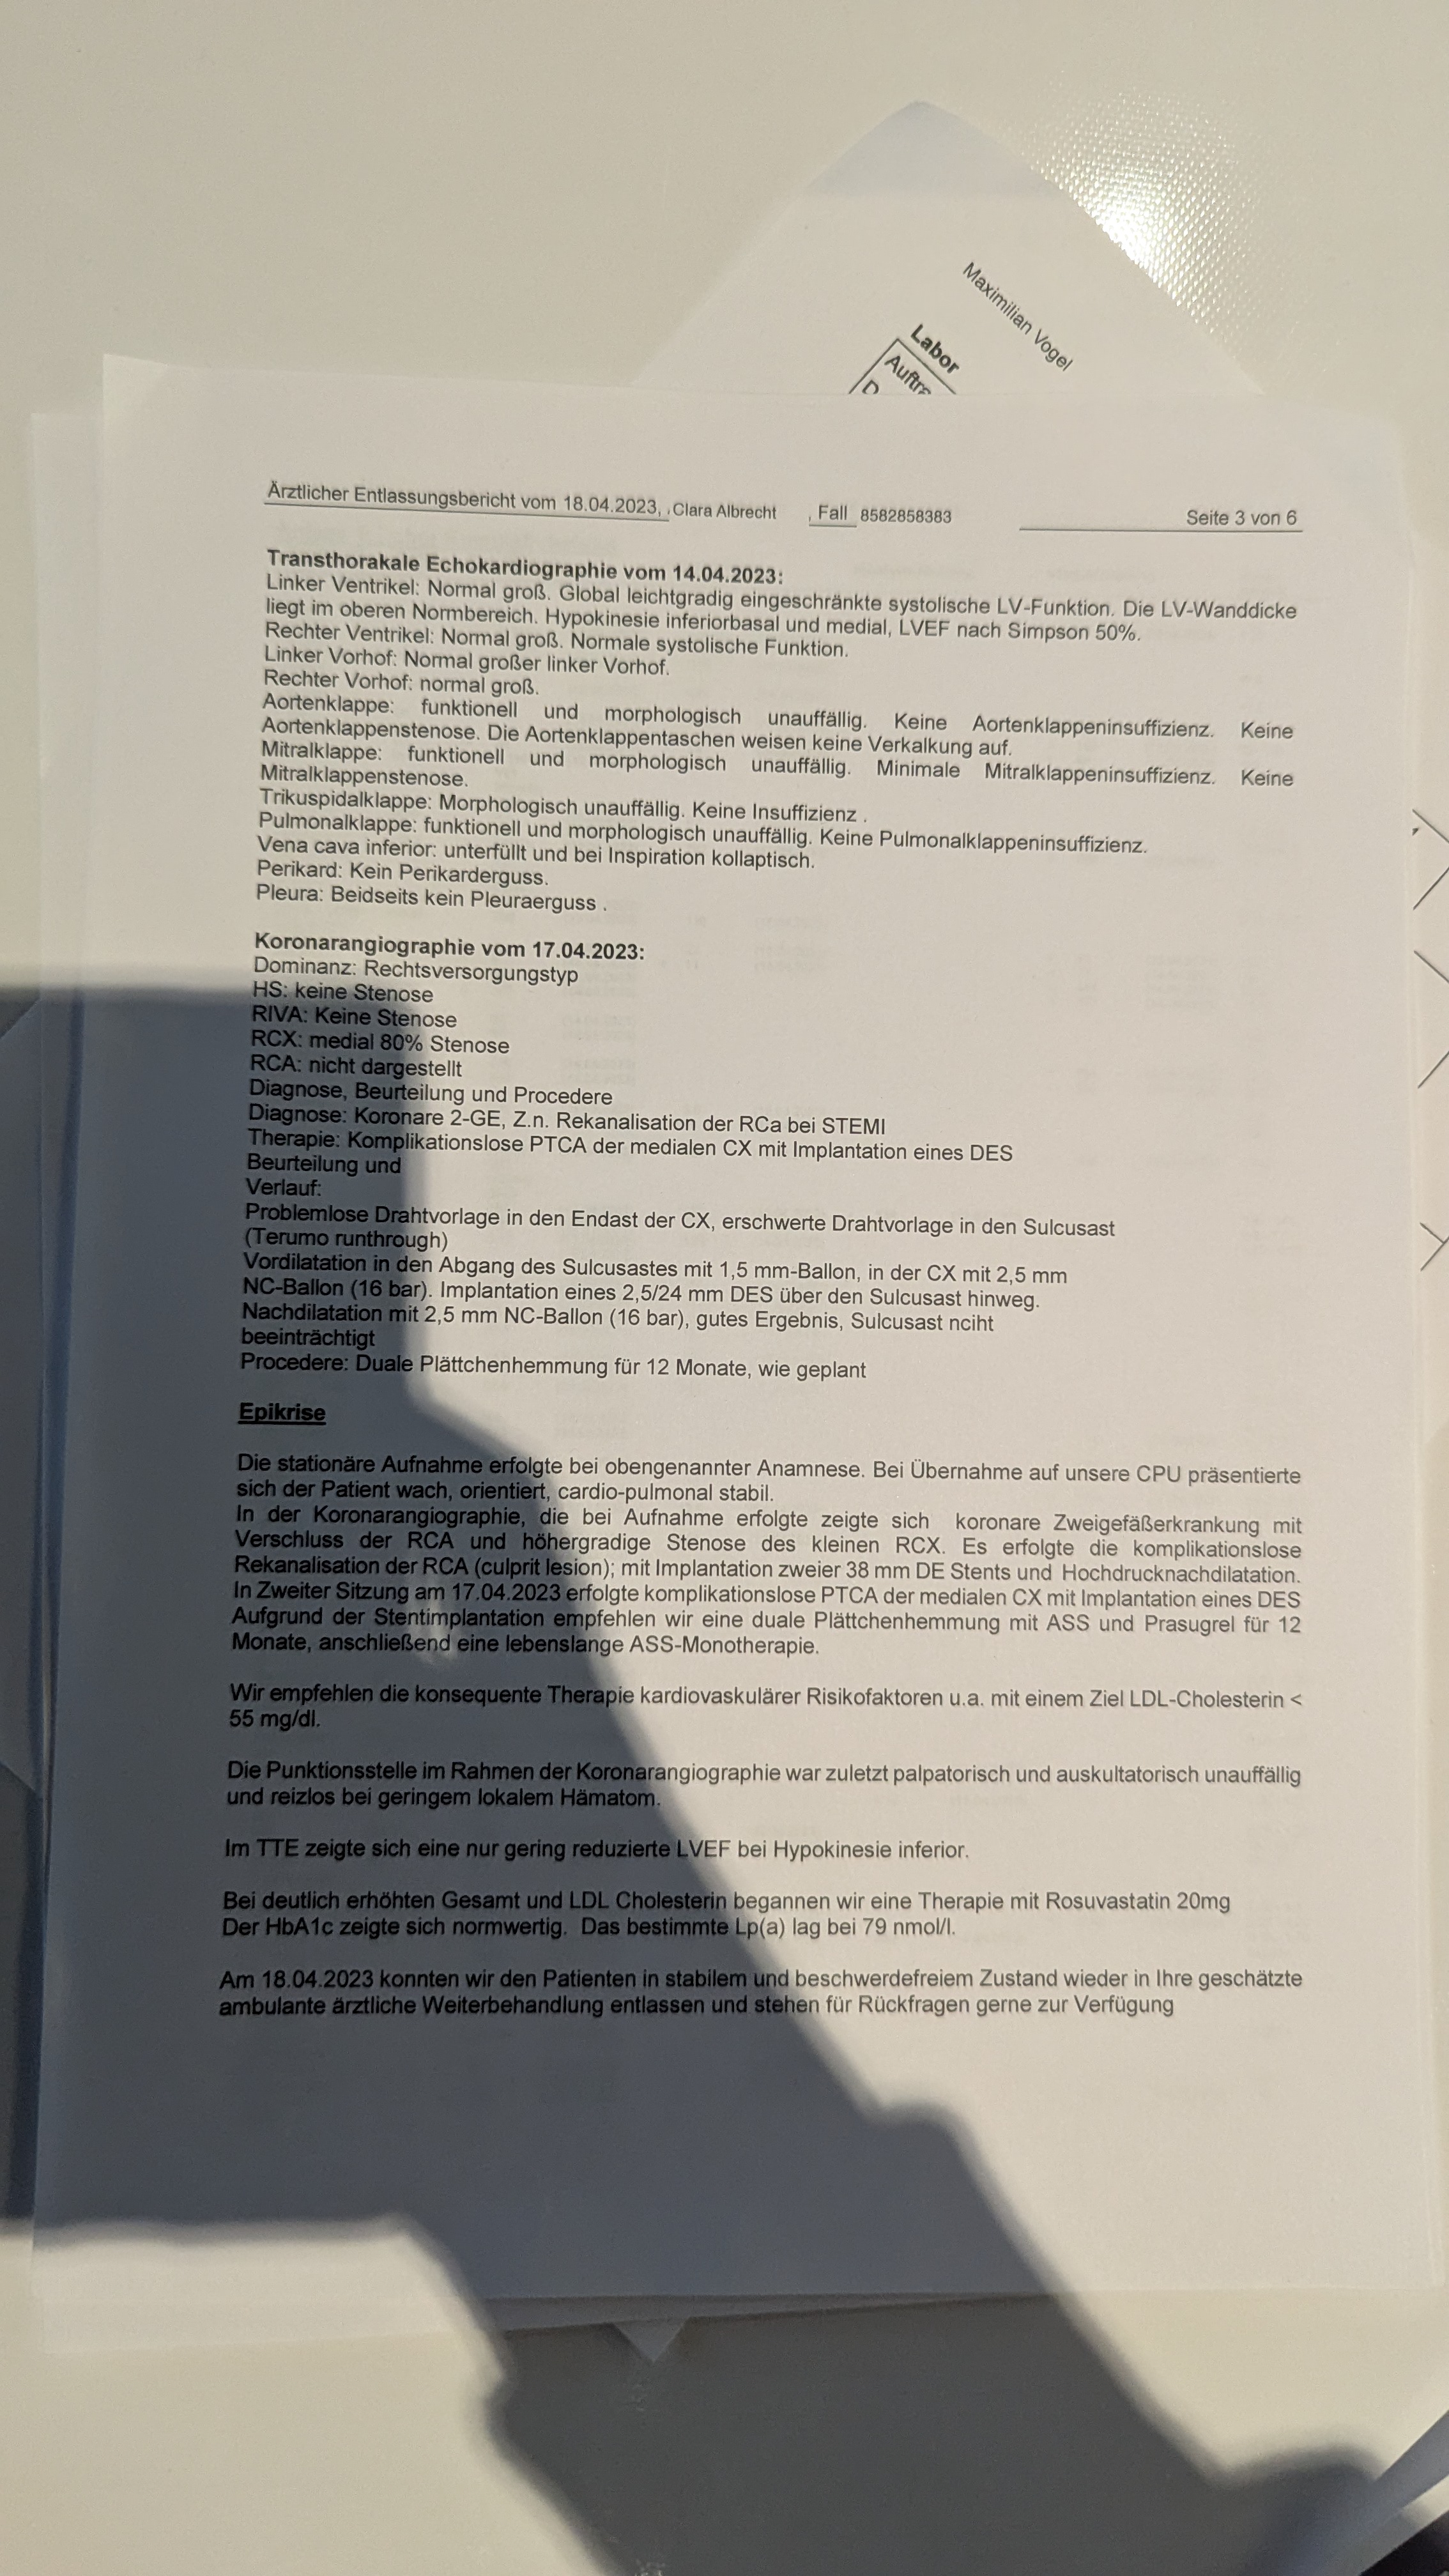 Maximilian Vogel
Labor
Auftra
D
Ärztlicher Entlassungsbericht vom 18.04.2023, , Clara Albrecht , Fall 8582858383 Seite 3 von 6
Transthorakale Echokardiographie vom 14.04.2023:
Linker Ventrikel: Normal groß. Global leichtgradig eingeschränkte systolische LV-Funktion. Die LV-Wanddicke
liegt im oberen Normbereich. Hypokinesie inferiorbasal und medial, LVEF nach Simpson 50%.
Rechter Ventrikel: Normal groß. Normale systolische Funktion.
Linker Vorhof: Normal großer linker Vorhof.
Rechter Vorhof: normal groß.
Aortenklappe: funktionell und morphologisch unauffällig. Keine Aortenklappeninsuffizienz. Keine
Aortenklappenstenose. Die Aortenklappentaschen weisen keine Verkalkung auf.
Mitralklappe: funktionell und morphologisch unauffällig. Minimale Mitralklappeninsuffizienz. Keine
Mitralklappenstenose.
Trikuspidalklappe: Morphologisch unauffällig. Keine Insuffizienz .
Pulmonalklappe: funktionell und morphologisch unauffällig. Keine Pulmonalklappeninsuffizienz.
Vena cava inferior: unterfüllt und bei Inspiration kollaptisch.
Perikard: Kein Perikarderguss.
Pleura: Beidseits kein Pleuraerguss .
Koronarangiographie vom 17.04.2023:
Dominanz: Rechtsversorgungstyp
HS: keine Stenose
RIVA: Keine Stenose
RCX: medial 80% Stenose
RCA: nicht dargestellt
Diagnose, Beurteilung und Procedere
Diagnose: Koronare 2-GE, Z.n. Rekanalisation der RCa bei STEMI
Therapie: Komplikationslose PTCA der medialen CX mit Implantation eines DES
Beurteilung und
Verlauf:
Problemlose Drahtvorlage in den Endast der CX, erschwerte Drahtvorlage in den Sulcusast
(Terumo runthrough)
Vordilatation in den Abgang des Sulcusastes mit 1,5 mm-Ballon, in der CX mit 2,5 mm
NC-Ballon (16 bar). Implantation eines 2,5/24 mm DES über den Sulcusast hinweg.
Nachdilatation mit 2,5 mm NC-Ballon (16 bar), gutes Ergebnis, Sulcusast nciht
beeinträchtigt
Procedere: Duale Plättchenhemmung für 12 Monate, wie geplant
Epikrise
Die stationäre Aufnahme erfolgte bei obengenannter Anamnese. Bei Übernahme auf unsere CPU präsentierte
sich der Patient wach, orientiert, cardio-pulmonal stabil.
In der Koronarangiographie, die bei Aufnahme erfolgte zeigte sich koronare Zweigefäßerkrankung mit
Verschluss der RCA und höhergradige Stenose des kleinen RCX. Es erfolgte die komplikationslose
Rekanalisation der RCA (culprit lesion); mit Implantation zweier 38 mm DE Stents und Hochdrucknachdilatation.
In Zweiter Sitzung am 17.04.2023 erfolgte komplikationslose PTCA der medialen CX mit Implantation eines DES
Aufgrund der Stentimplantation empfehlen wir eine duale Plättchenhemmung mit ASS und Prasugrel für 12
Monate, anschließend eine lebenslange ASS-Monotherapie.
Wir empfehlen die konsequente Therapie kardiovaskulärer Risikofaktoren u.a. mit einem Ziel LDL-Cholesterin <
55 mg/dl.
Die Punktionsstelle im Rahmen der Koronarangiographie war zuletzt palpatorisch und auskultatorisch unauffällig
und reizlos bei geringem lokalem Hämatom.
Im TTE zeigte sich eine nur gering reduzierte LVEF bei Hypokinesie inferior.
Bei deutlich erhöhten Gesamt und LDL Cholesterin begannen wir eine Therapie mit Rosuvastatin 20mg
Der HbA1c zeigte sich normwertig. Das bestimmte Lp(a) lag bei 79 nmol/l.
Am 18.04.2023 konnten wir den Patienten in stabilem und beschwerdefreiem Zustand wieder in Ihre geschätzte
ambulante ärztliche Weiterbehandlung entlassen und stehen für Rückfragen gerne zur Verfügung